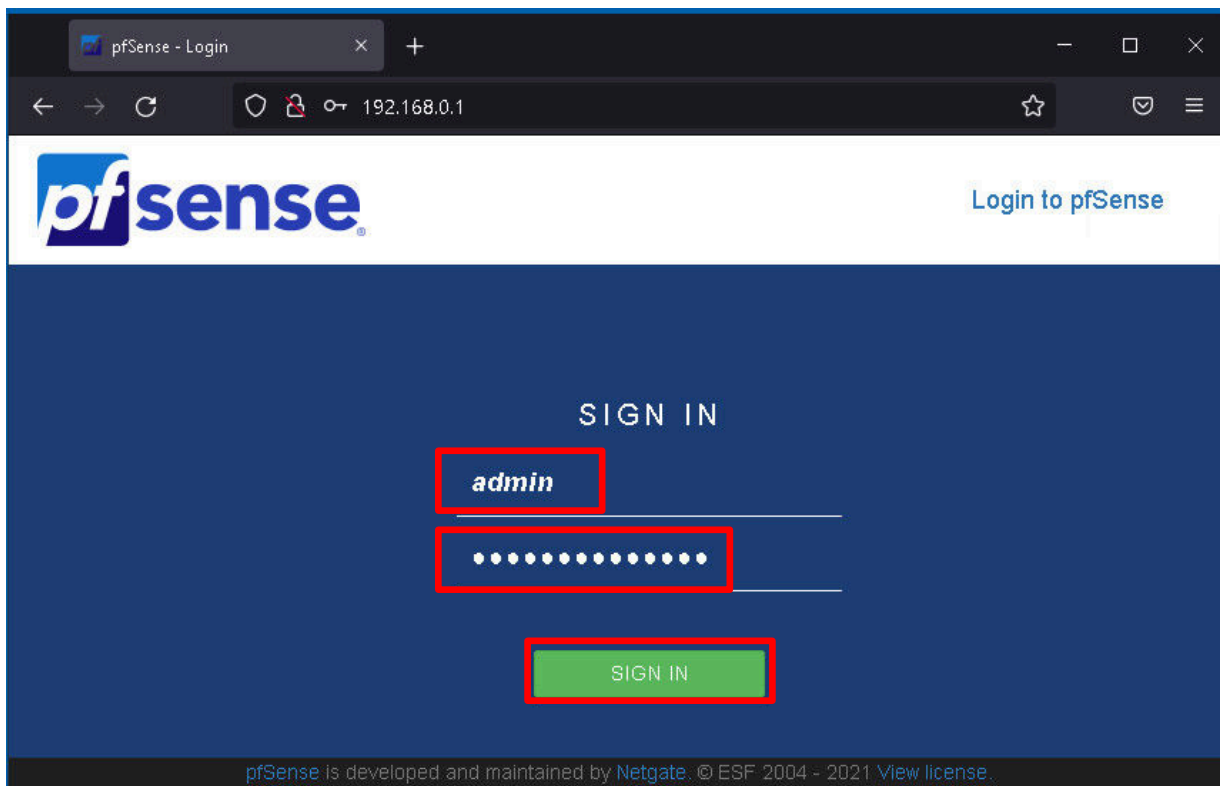 pfSense - Login
192.168.0.1
pfsense®
Login to pfSense
SIGN IN
admin
●●●●●●●●●●●●●●
SIGN IN
pfSense is developed and maintained by Netgate. © ESF 2004 - 2021 View license.